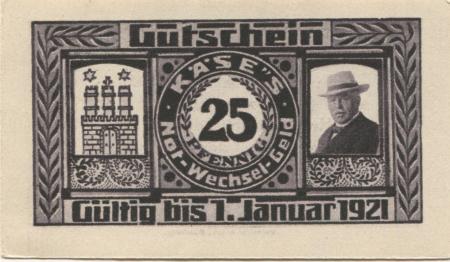 Gutschein
KÄSE'S
25
PFENNIG
Not-Wechsel-Geld
Gültig bis 1. Januar 1921